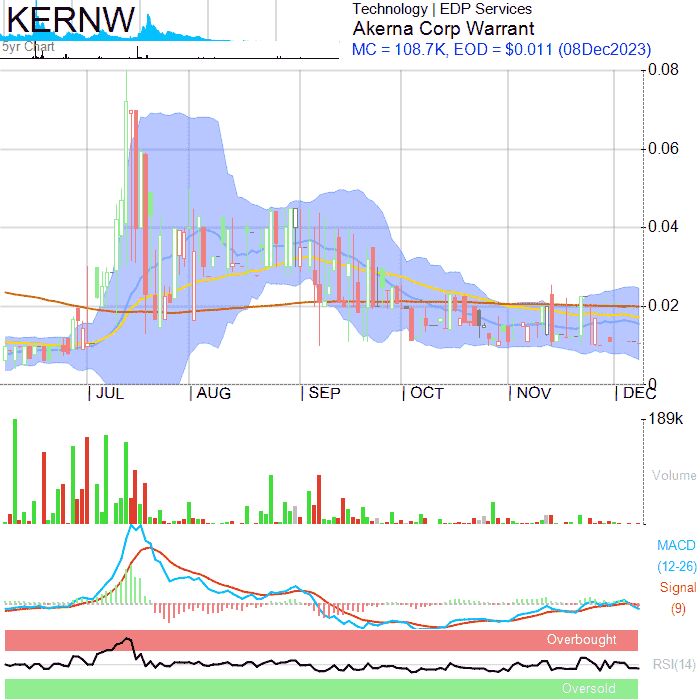 KERNW
Technology | EDP Services
Akerna Corp Warrant
MC = 108.7K, EOD = $0.011 (08Dec2023)
5yr Chart
0.08
0.06
0.04
0.02
0
JUL AUG SEP OCT NOV DEC
189k
Volume
MACD
(12-26)
Signal
(9)
Overbought
RSI(14)
Oversold